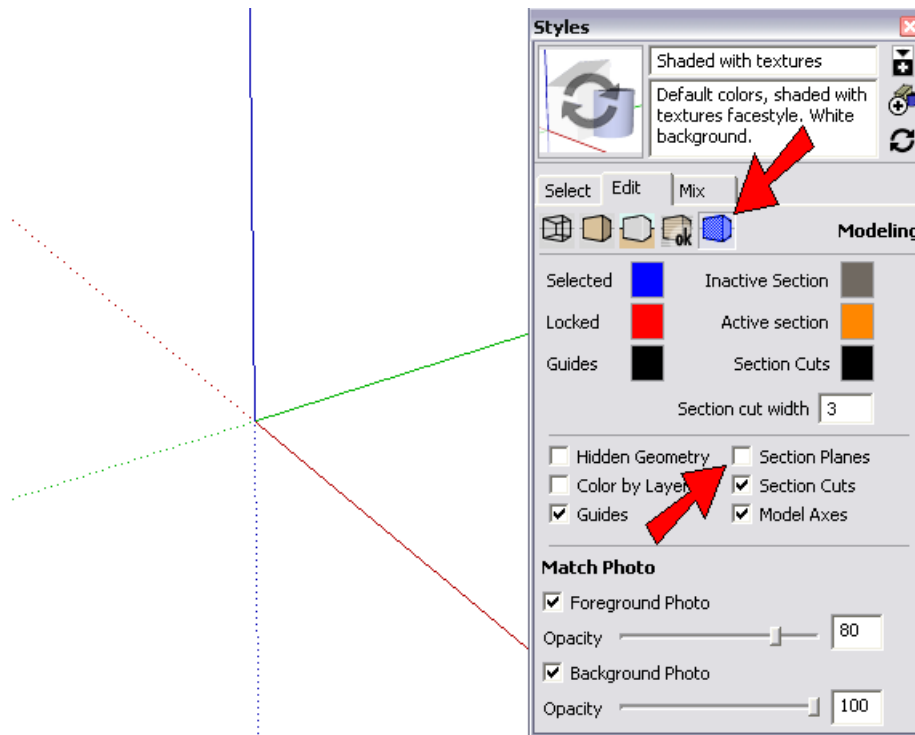 Styles
Shaded with textures
Default colors, shaded with
textures facestyle. White
background.
Select Edit Mix
ok
Modeling
Selected Inactive Section
Locked Active section
Guides Section Cuts
Section cut width 3
Hidden Geometry Section Planes
Color by Layer Section Cuts
Guides Model Axes
Match Photo
Foreground Photo
Opacity 80
Background Photo
Opacity 100